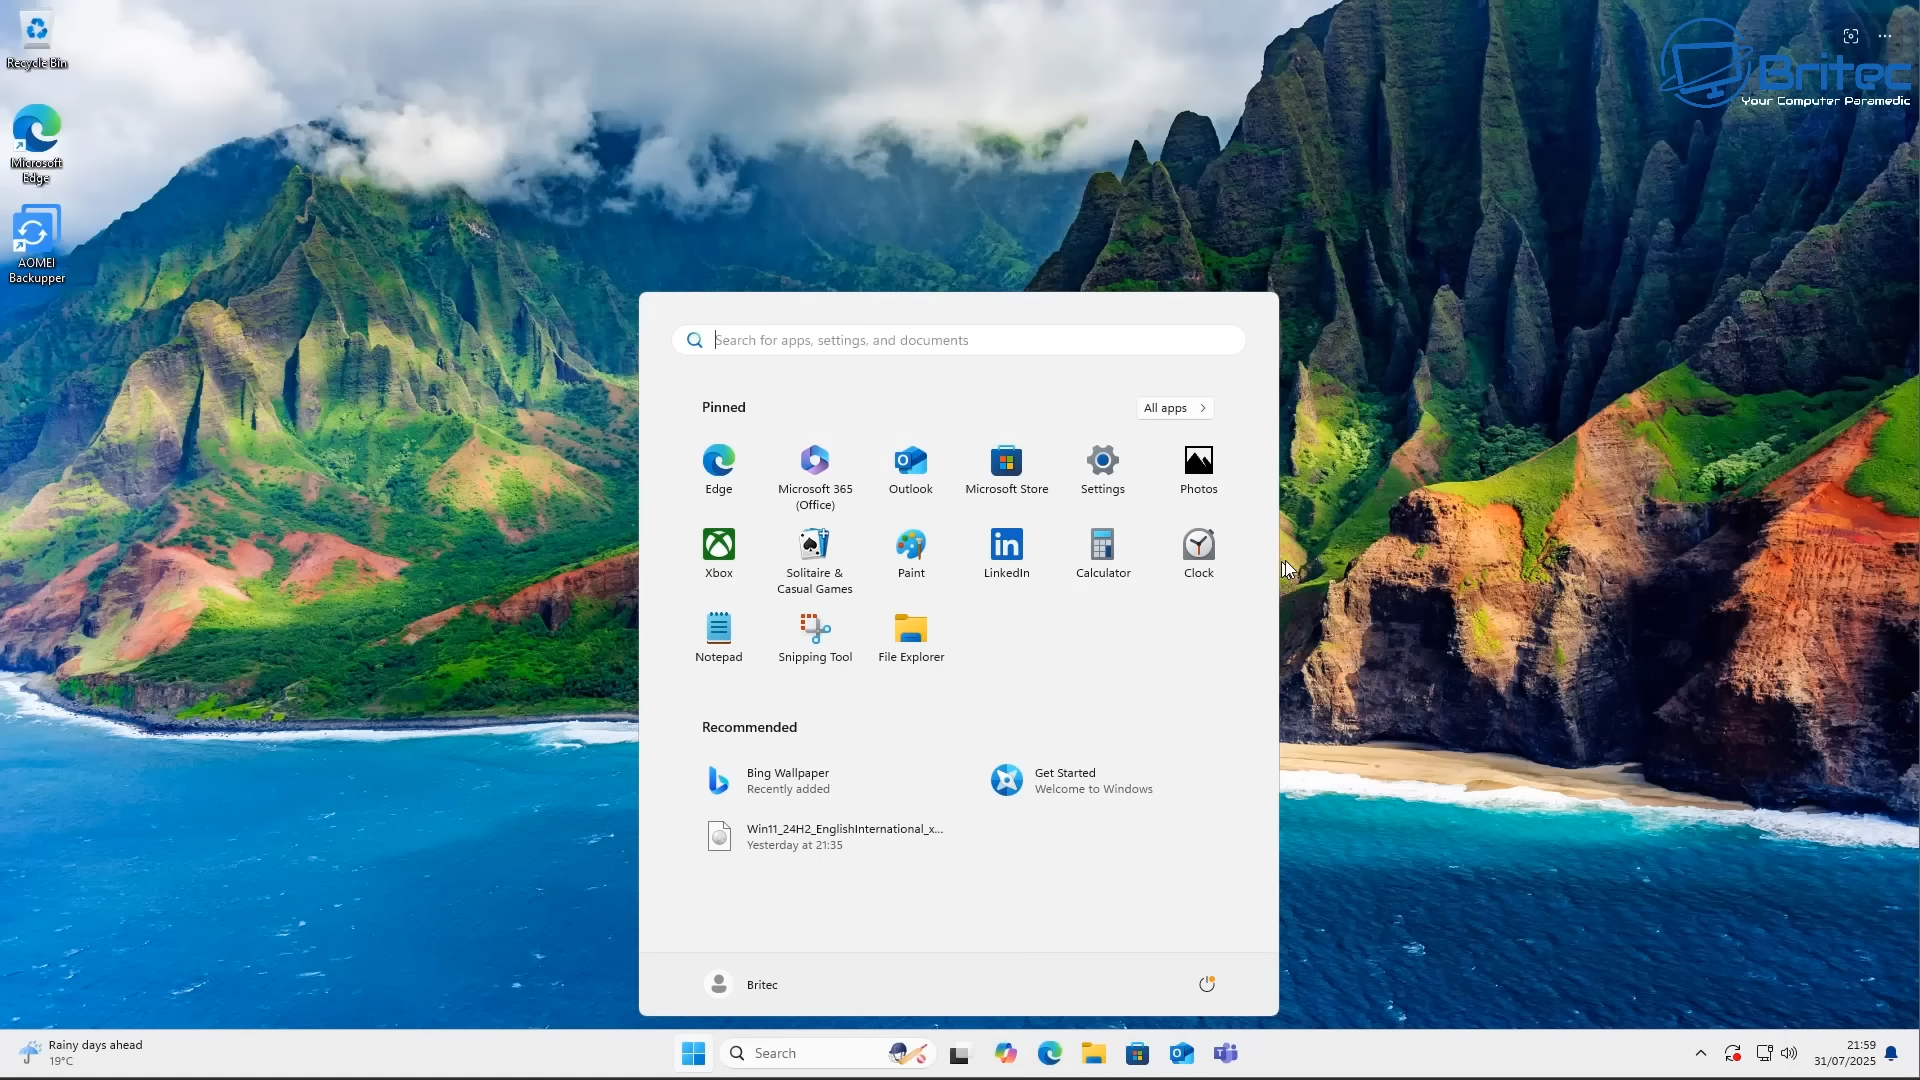 Recycle Bin
Microsoft
Edge
AOMEI
Backupper
Britec
Your Computer Paramedic
Search for apps, settings, and documents
Pinned
All apps
Edge
Microsoft 365
(Office)
Outlook
Microsoft Store
Settings
Photos
Xbox
Solitaire &
Casual Games
Paint
LinkedIn
Calculator
Clock
Notepad
Snipping Tool
File Explorer
Recommended
Bing Wallpaper
Recently added
Get Started
Welcome to Windows
Win11_24H2_EnglishInternational_x...
Yesterday at 21:35
Britec
Rainy days ahead
19°C
Search
21:59
31/07/2025